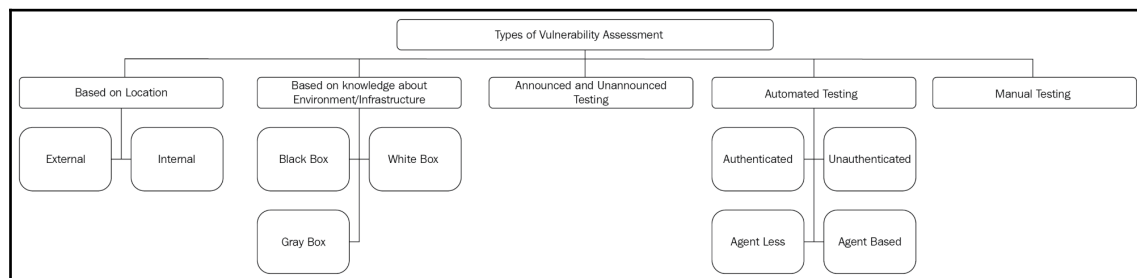 Types of Vulnerability Assessment
Based on Location
Based on knowledge about
Environment/Infrastructure
Announced and Unannounced
Testing
Automated Testing
Manual Testing
External
Internal
Black Box
White Box
Authenticated
Unauthenticated
Gray Box
Agent Less
Agent Based